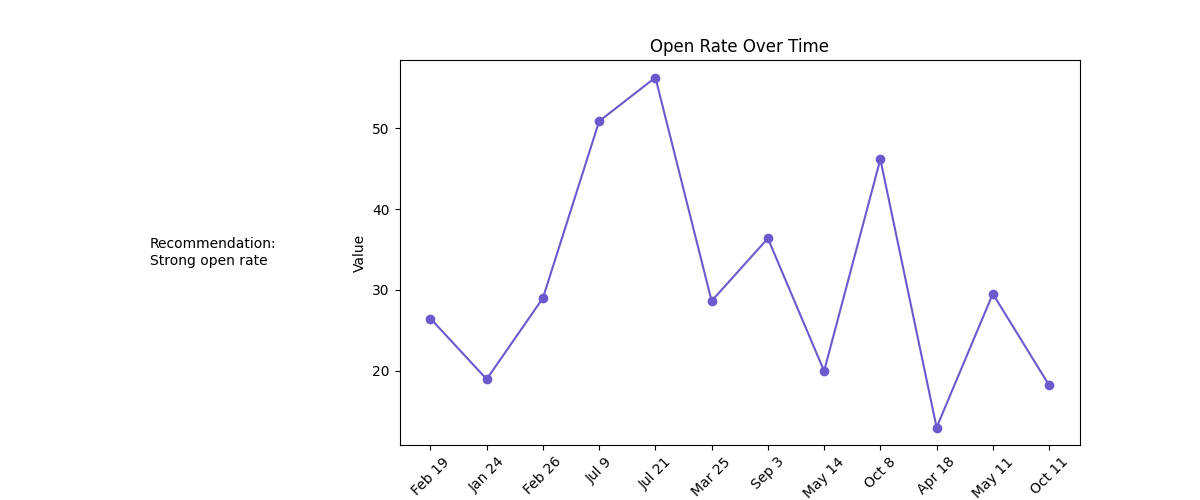 Open Rate Over Time
Recommendation:
Strong open rate
Value
50
40
30
20
Feb 19
Jan 24
Feb 26
Jul 9
Jul 21
Mar 25
Sep 3
May 14
Oct 8
Apr 18
May 11
Oct 11